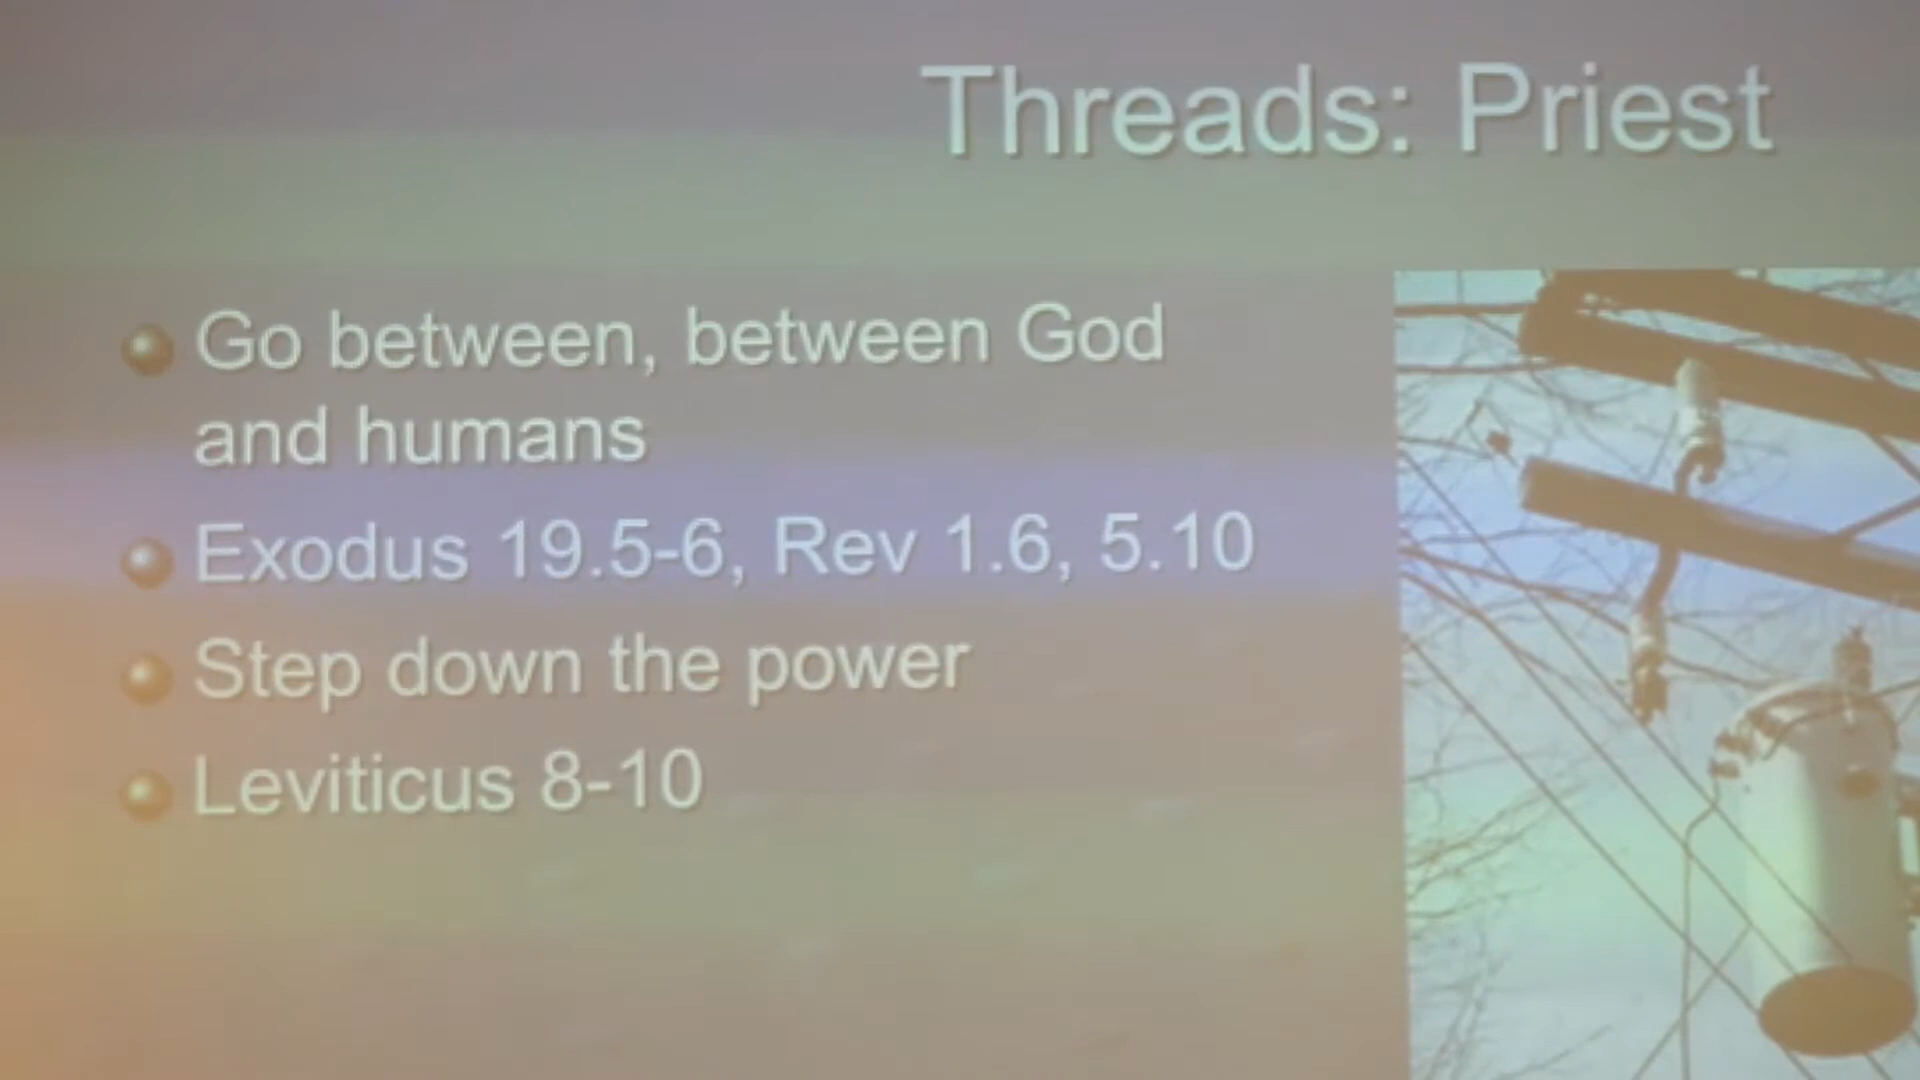 Threads: Priest
Go between, between God
and humans
Exodus 19.5-6, Rev 1.6, 5.10
Step down the power
Leviticus 8-10